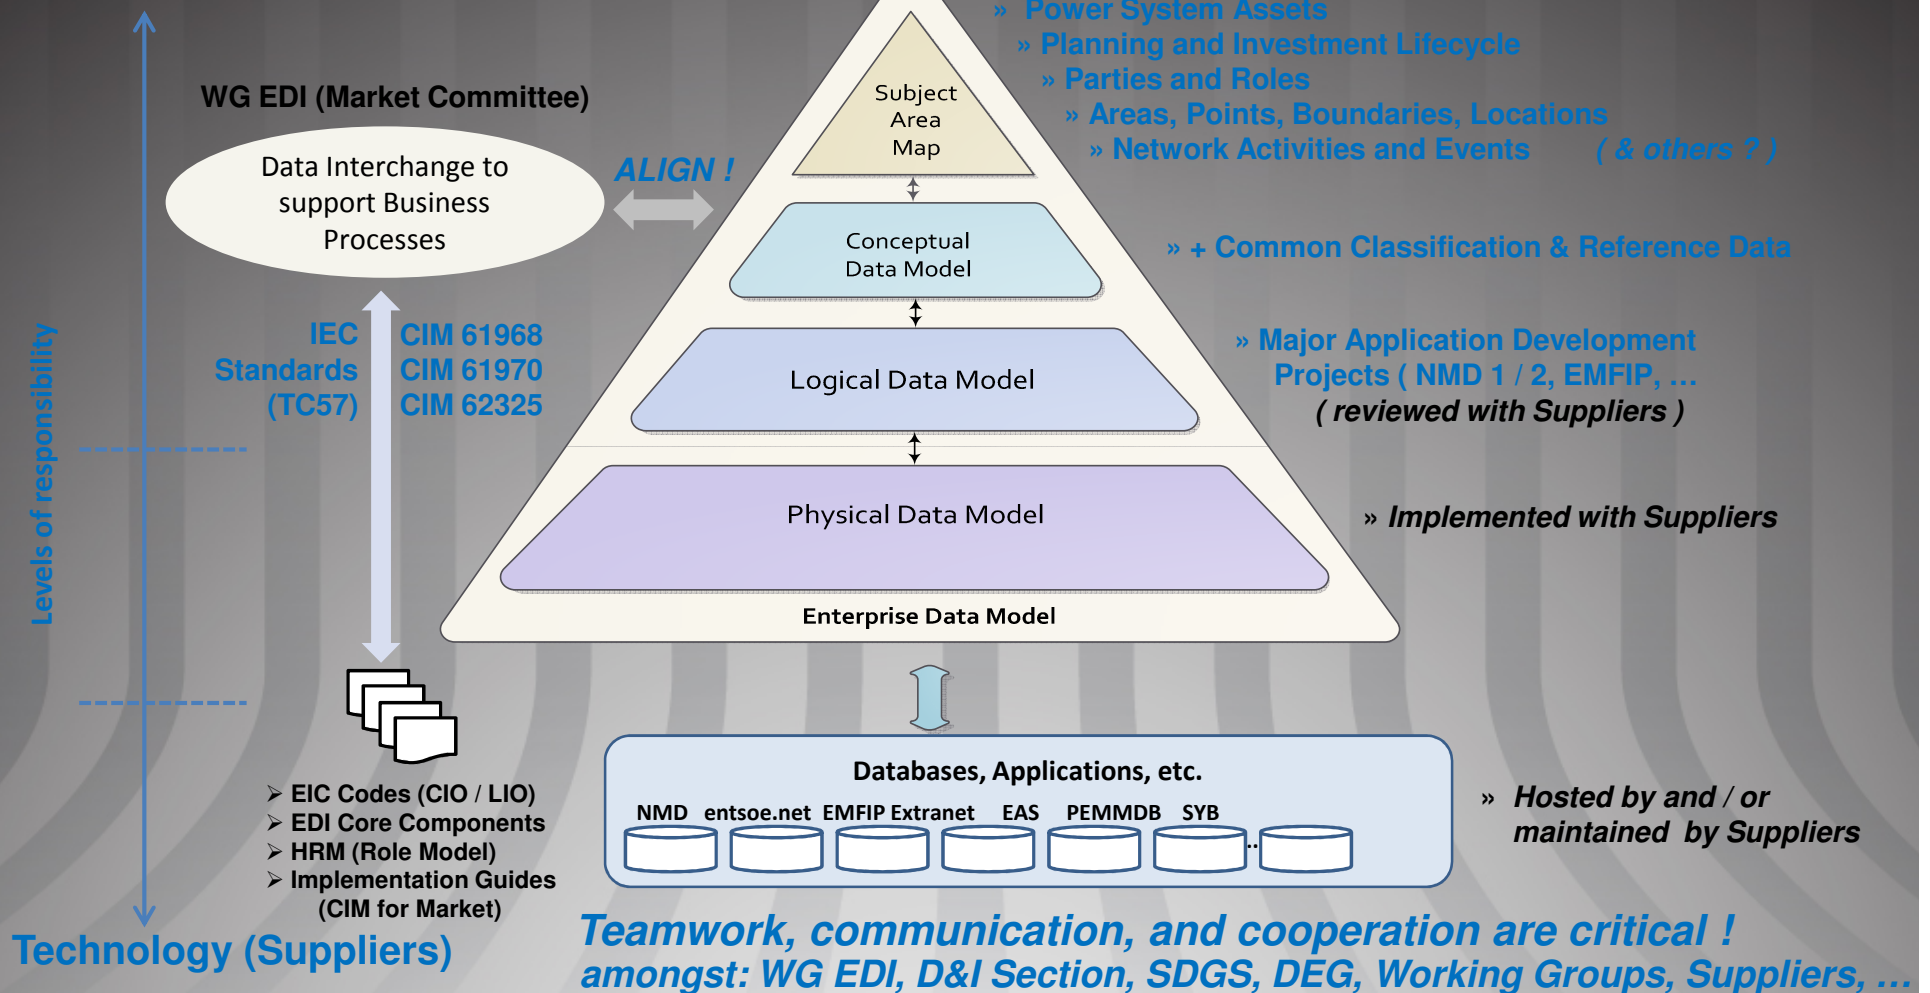 » Power System Assets
» Planning and Investment Lifecycle
» Parties and Roles
» Areas, Points, Boundaries, Locations
» Network Activities and Events ( & others ? )
WG EDI (Market Committee)
Data Interchange to
support Business
Processes
ALIGN !
Subject
Area
Map
Conceptual
Data Model
» + Common Classification & Reference Data
Levels of responsibility
IEC
Standards
(TC57)
CIM 61968
CIM 61970
CIM 62325
Logical Data Model
» Major Application Development
Projects ( NMD 1 / 2, EMFIP, ...
( reviewed with Suppliers )
Physical Data Model
» Implemented with Suppliers
Enterprise Data Model
➢ EIC Codes (CIO / LIO)
➢ EDI Core Components
➢ HRM (Role Model)
➢ Implementation Guides
(CIM for Market)
Databases, Applications, etc.
NMD entsoe.net EMFIP Extranet EAS PEMMDB SYB
..
» Hosted by and / or
maintained by Suppliers
Technology (Suppliers)
Teamwork, communication, and cooperation are critical !
amongst: WG EDI, D&I Section, SDGS, DEG, Working Groups, Suppliers, ...